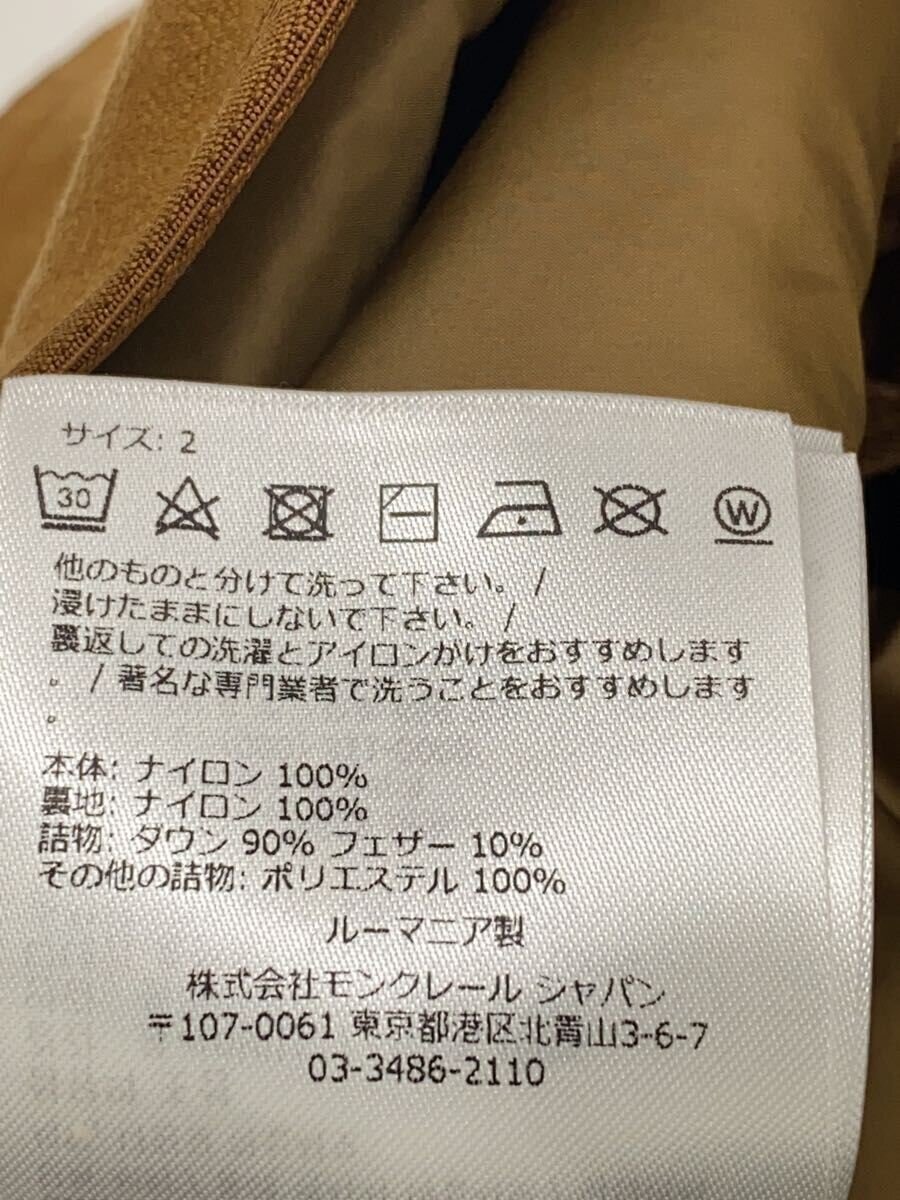 サイズ: 2
30
W
他のものと分けて洗って下さい。/
浸けたままにしないで下さい。/
裏返しての洗濯とアイロンがけをおすすめします
。/ 著名な専門業者で洗うことをおすすめします
。
本体: ナイロン 100%
裏地: ナイロン 100%
詰物: ダウン 90% フェザー 10%
その他の詰物: ポリエステル 100%
ルーマニア製
株式会社モンクレール ジャパン
〒107-0061 東京都港区北青山3-6-7
03-3486-2110